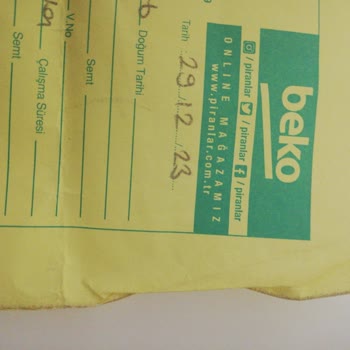 beko
/ piranlar / piranlar / piranlar
ONLINE MAĞAZAMIZ
www.piranlar.com.tr
Tarih : 29/12/23
Doğum Tarihi
Semt
V.No
Çalışma Süresi
Semt